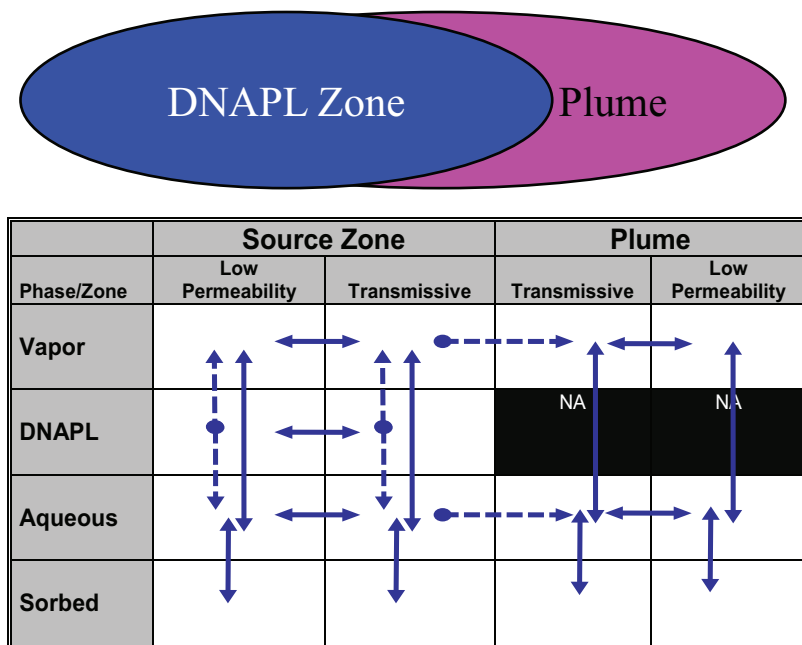 DNAPL Zone
Plume
Source Zone
Plume
Phase/Zone
Low
Permeability
Transmissive
Transmissive
Low
Permeability
Vapor
DNAPL
NA
NA
Aqueous
Sorbed